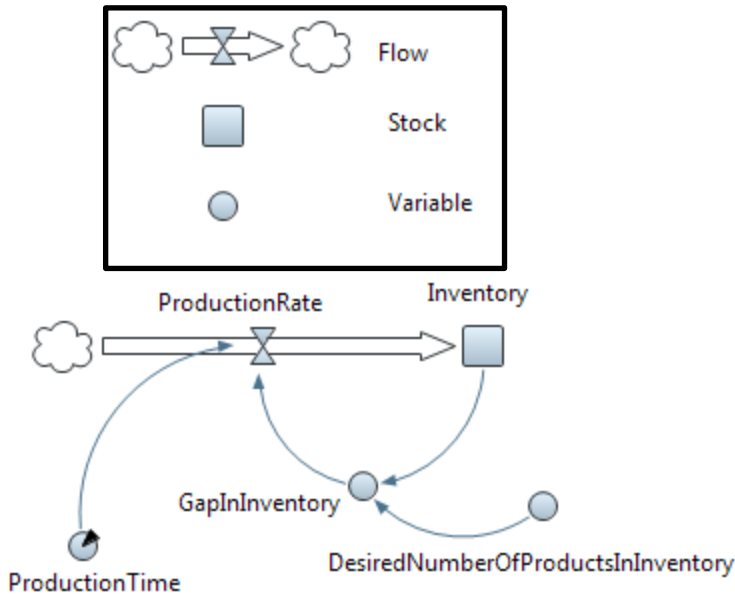 Flow
Stock
Variable
ProductionRate
Inventory
GapInInventory
DesiredNumberOfProductsInInventory
ProductionTime